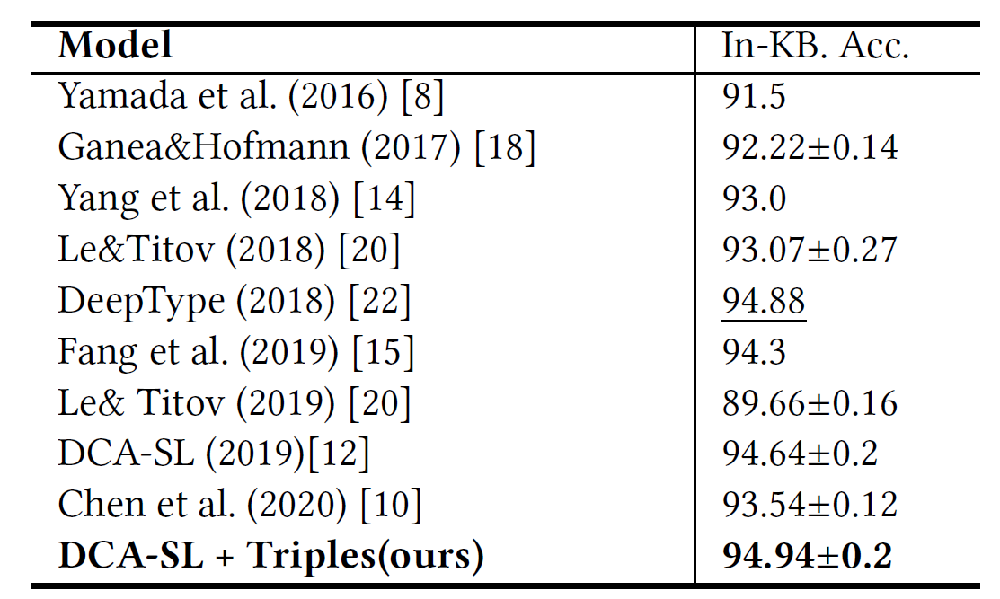 Model In-KB. Acc.
Yamada et al. (2016) [8] 91.5
Ganea&Hofmann (2017) [18] 92.22±0.14
Yang et al. (2018) [14] 93.0
Le&Titov (2018) [20] 93.07±0.27
DeepType (2018) [22] 94.88
Fang et al. (2019) [15] 94.3
Le& Titov (2019) [20] 89.66±0.16
DCA-SL (2019)[12] 94.64±0.2
Chen et al. (2020) [10] 93.54±0.12
DCA-SL + Triples(ours) 94.94±0.2